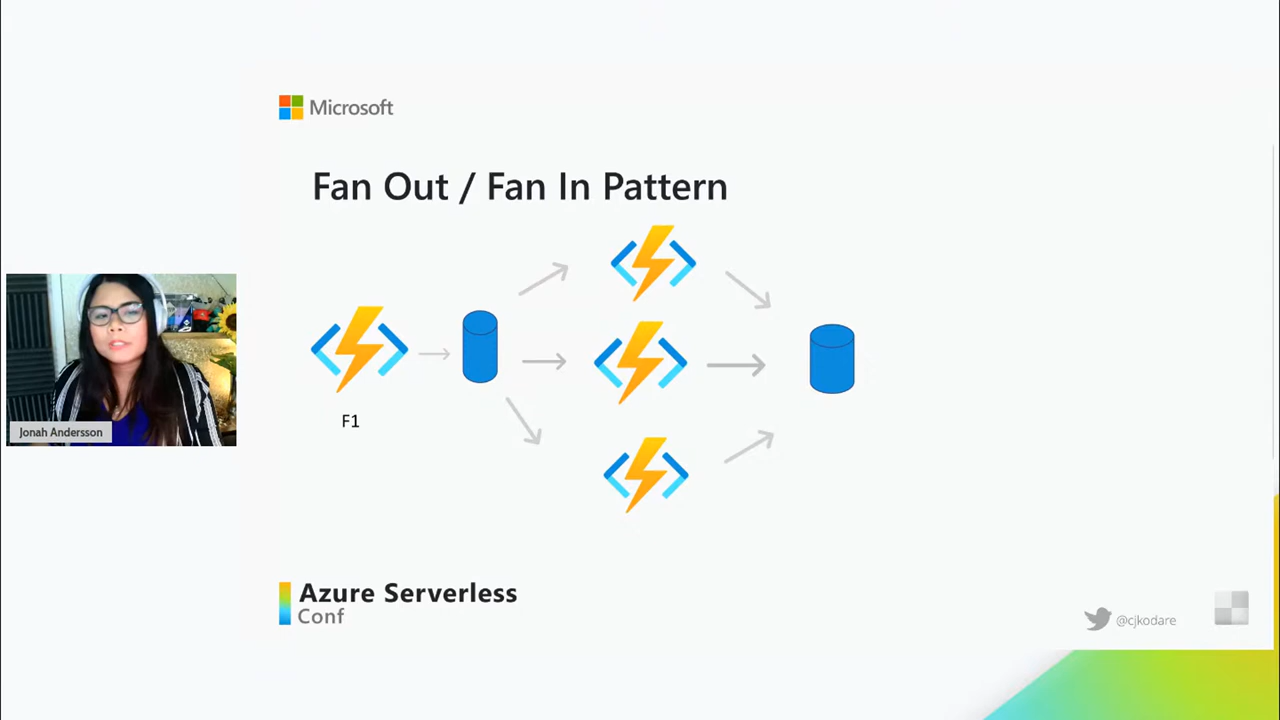 Microsoft
Fan Out / Fan In Pattern
F1
Jonah Andersson
Azure Serverless
Conf
@cjkodare